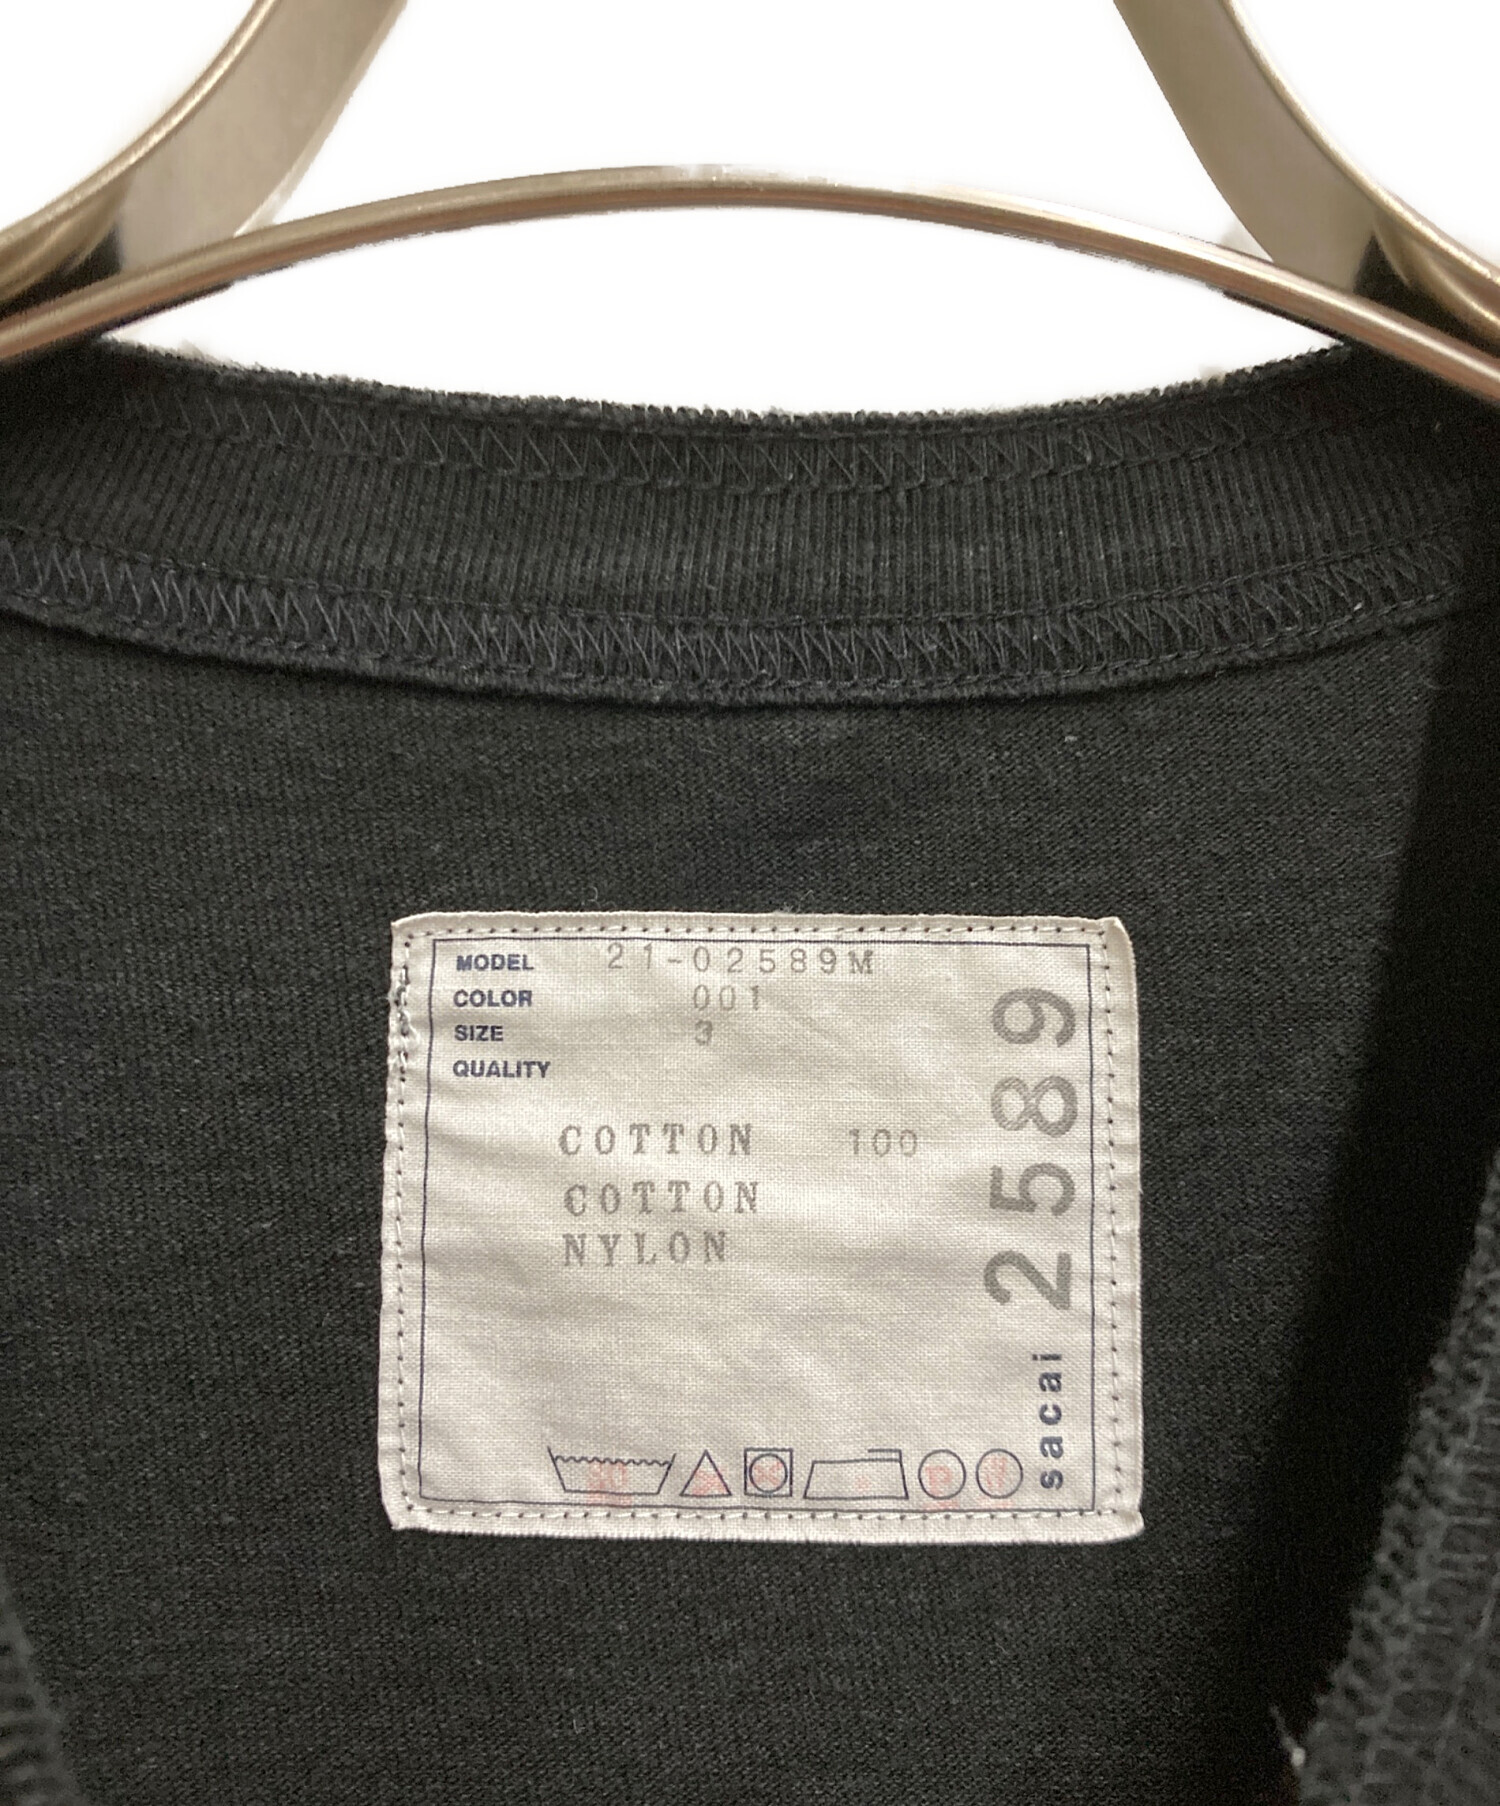 MODEL 21-02589M
COLOR 001
SIZE 3
QUALITY
COTTON 100
COTTON
NYLON
sacai 2589